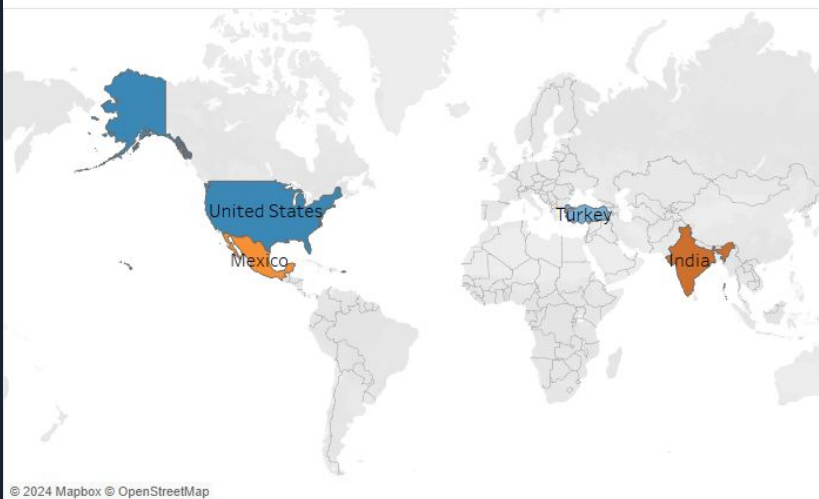 United States
Turkey
Mexico
India
© 2024 Mapbox © OpenStreetMap